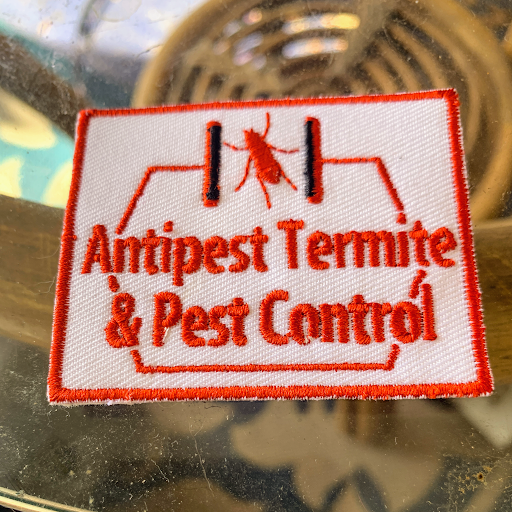 Antipest Termite
& Pest Control